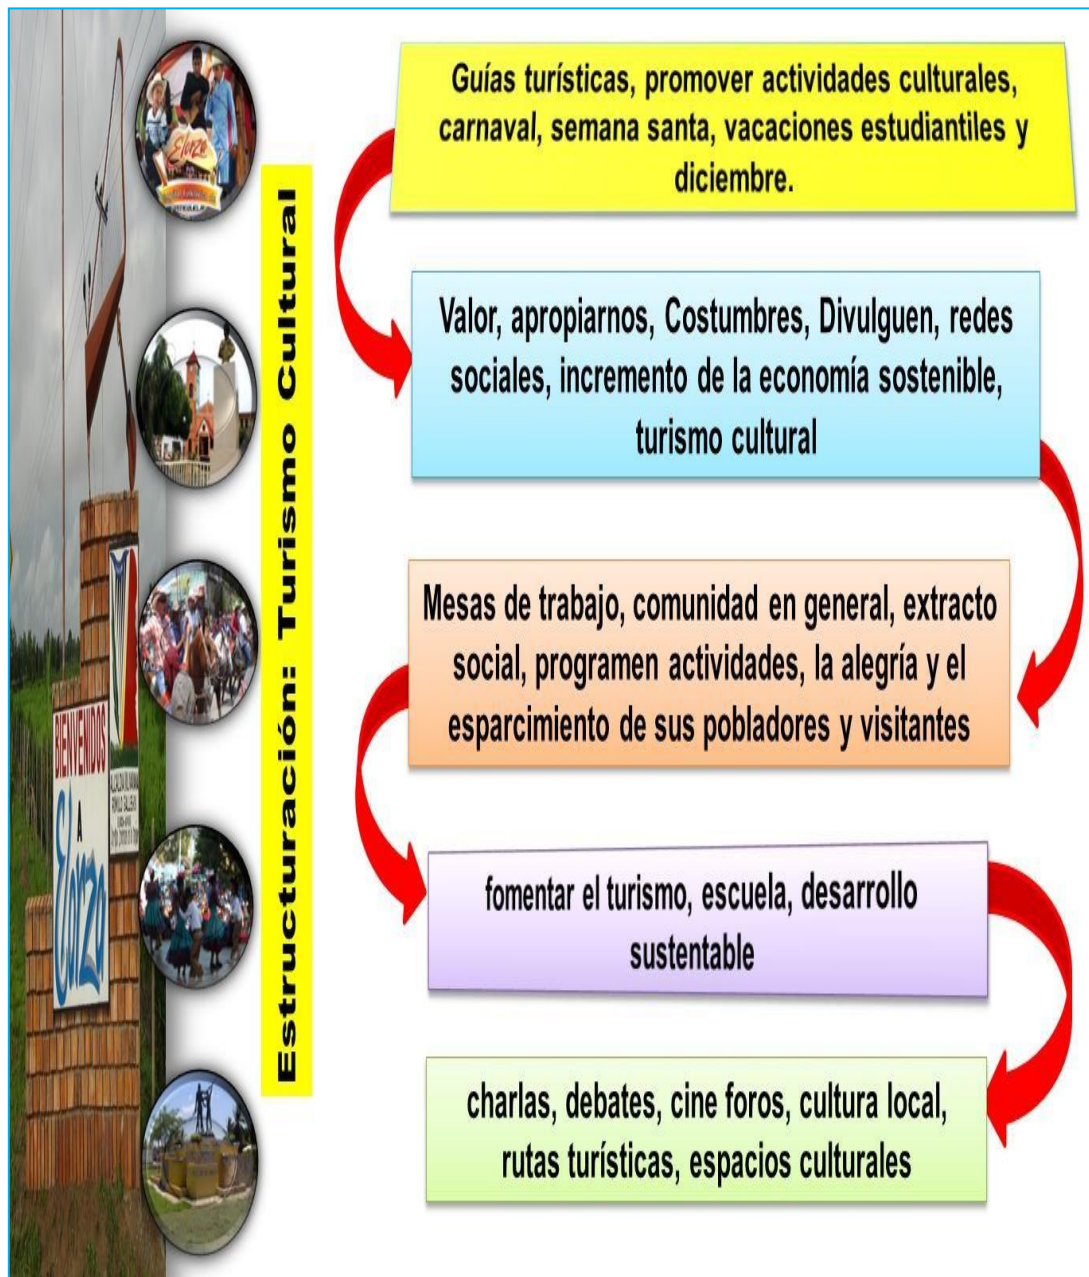 Guías turísticas, promover actividades culturales,
carnaval, semana santa, vacaciones estudiantiles y
diciembre.
Estructuración: Turismo Cultural
Valor, apropiarnos, Costumbres, Divulguen, redes
sociales, incremento de la economía sostenible,
turismo cultural
Mesas de trabajo, comunidad en general, extracto
social, programen actividades, la alegría y el
esparcimiento de sus pobladores y visitantes
fomentar el turismo, escuela, desarrollo
sustentable
charlas, debates, cine foros, cultura local,
rutas turísticas, espacios culturales
BIENVENIDOS
A
Elorza
Elorza